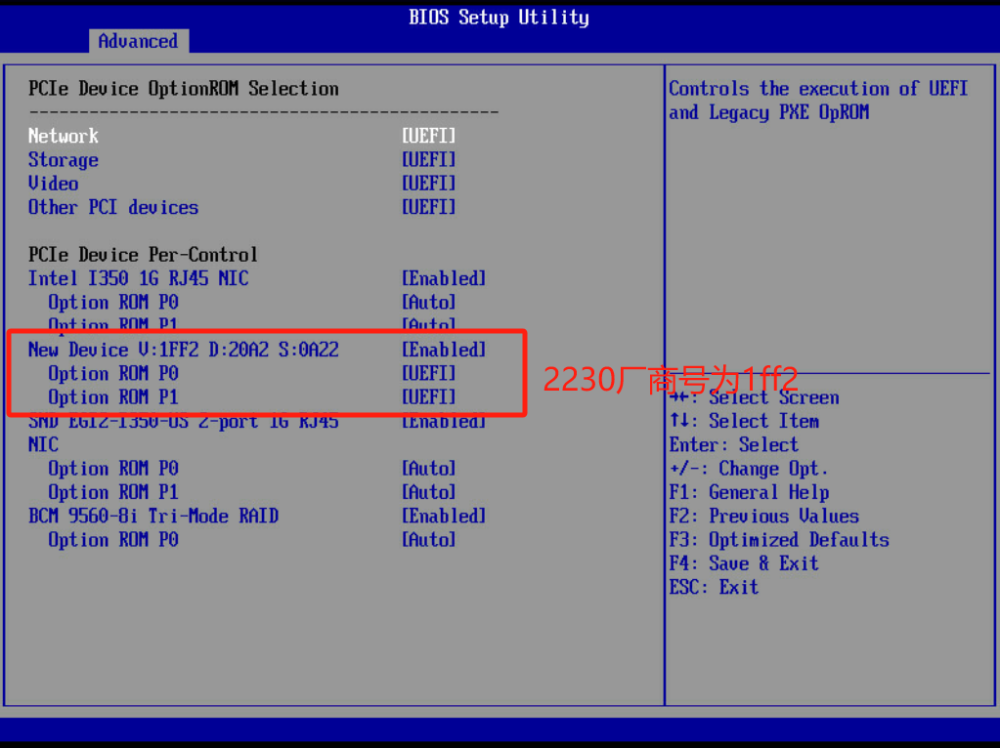 BIOS Setup Utility
Advanced
PCIe Device OptionROM Selection
Network [UEFI]
Storage [UEFI]
Video [UEFI]
Other PCI devices [UEFI]
PCIe Device Per-Control
Intel I350 1G RJ45 NIC [Enabled]
Option ROM P0 [Auto]
Option ROM P1 [Auto]
New Device V:1FF2 D:20A2 S:0A22 [Enabled]
Option ROM P0 [UEFI]
Option ROM P1 [UEFI]
SND EG12-I350-US 2-port 1G RJ45 [Enabled]
NIC
Option ROM P0 [Auto]
Option ROM P1 [Auto]
BCM 9560-8i Tri-Mode RAID [Enabled]
Option ROM P0 [Auto]
Controls the execution of UEFI
and Legacy PXE OpROM
2230厂商号为1ff2
→←: Select Screen
↑↓: Select Item
Enter: Select
+/-: Change Opt.
F1: General Help
F2: Previous Values
F3: Optimized Defaults
F4: Save & Exit
ESC: Exit